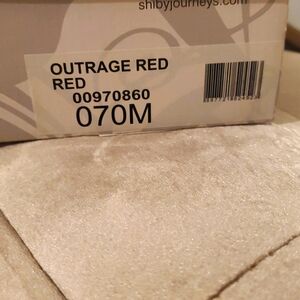 shibyjourneys.com
OUTRAGE RED
RED
00970860
070M